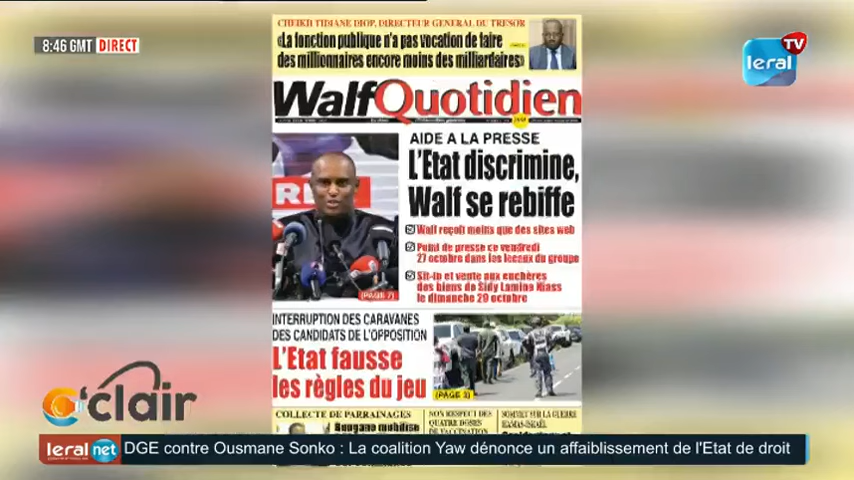 8:46 GMT DIRECT
leral TV
CHEIKH TIDIANE DIOP, DIRECTEUR GENERAL DU TRESOR
«La fonction publique n'a pas vocation de faire
des millionnaires encore moins des milliardaires»
WalfQuotidien
AIDE A LA PRESSE
L'Etat discrimine,
Walf se rebiffe
Walf reçoit moins que des sites web
Point de presse ce vendredi
27 octobre dans les locaux du groupe
Sit-in et vente aux enchères
des biens de Sidy Lamine Niass
le dimanche 29 octobre
(PAGE 7)
INTERRUPTION DES CARAVANES
DES CANDIDATS DE L'OPPOSITION
L'Etat fausse
les règles du jeu
(PAGE 3)
Ô'clair
COLLECTE DE PARRAINAGES
NON RESPECT DES
QUATRE DOSES
DE VACCINATION
SOMMET SUR LA GUERRE
HAMAS-ISRAËL
leral net
DGE contre Ousmane Sonko : La coalition Yaw dénonce un affaiblissement de l'Etat de droit